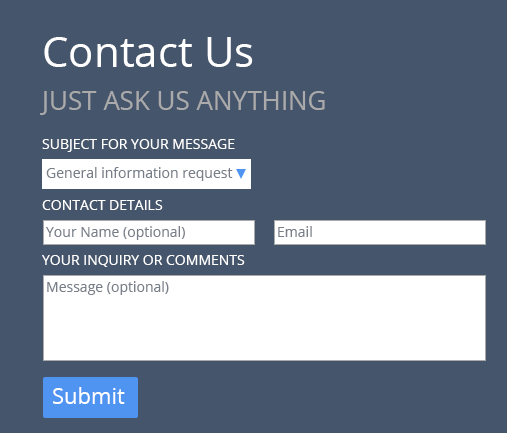 Contact Us
JUST ASK US ANYTHING
SUBJECT FOR YOUR MESSAGE
General information request
CONTACT DETAILS
Your Name (optional) Email
YOUR INQUIRY OR COMMENTS
Message (optional)
Submit